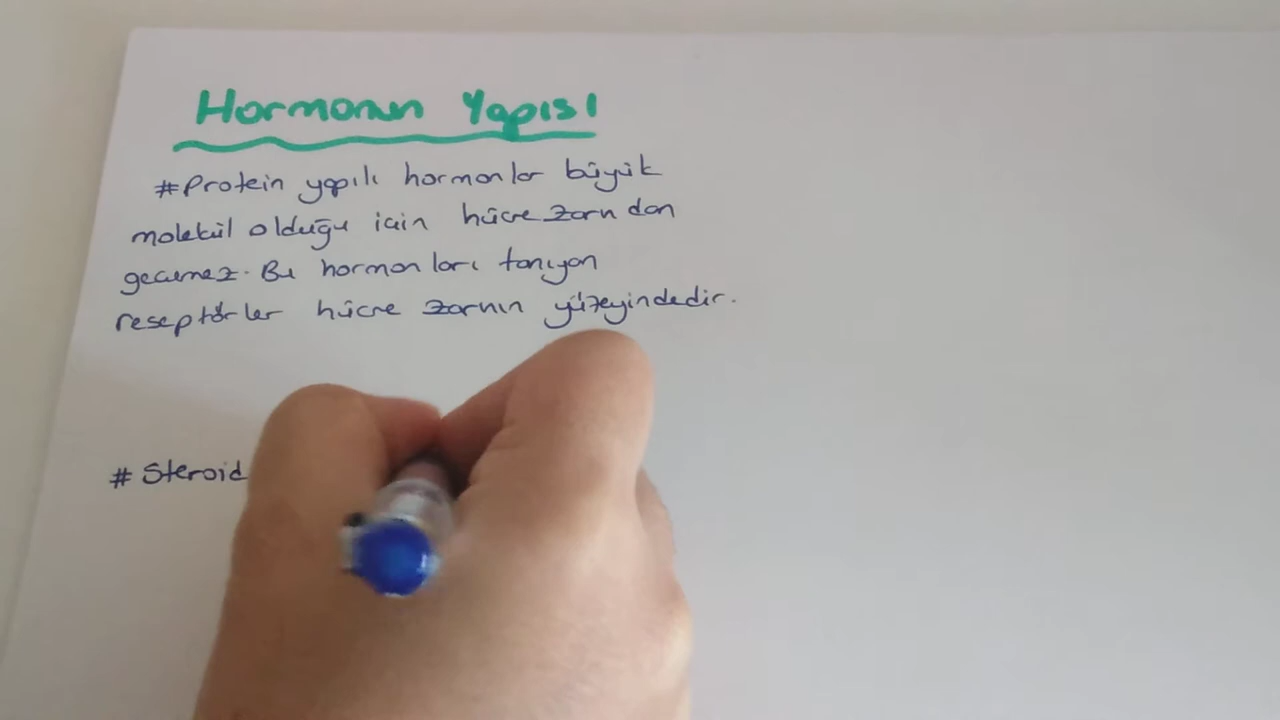 Hormonun Yapısı
#Protein yapılı hormonlar büyük
molekül olduğu için hücre zarından
geçemez. Bu hormonları tanıyan
reseptörler hücre zarının yüzeyindedir.
# Steroid